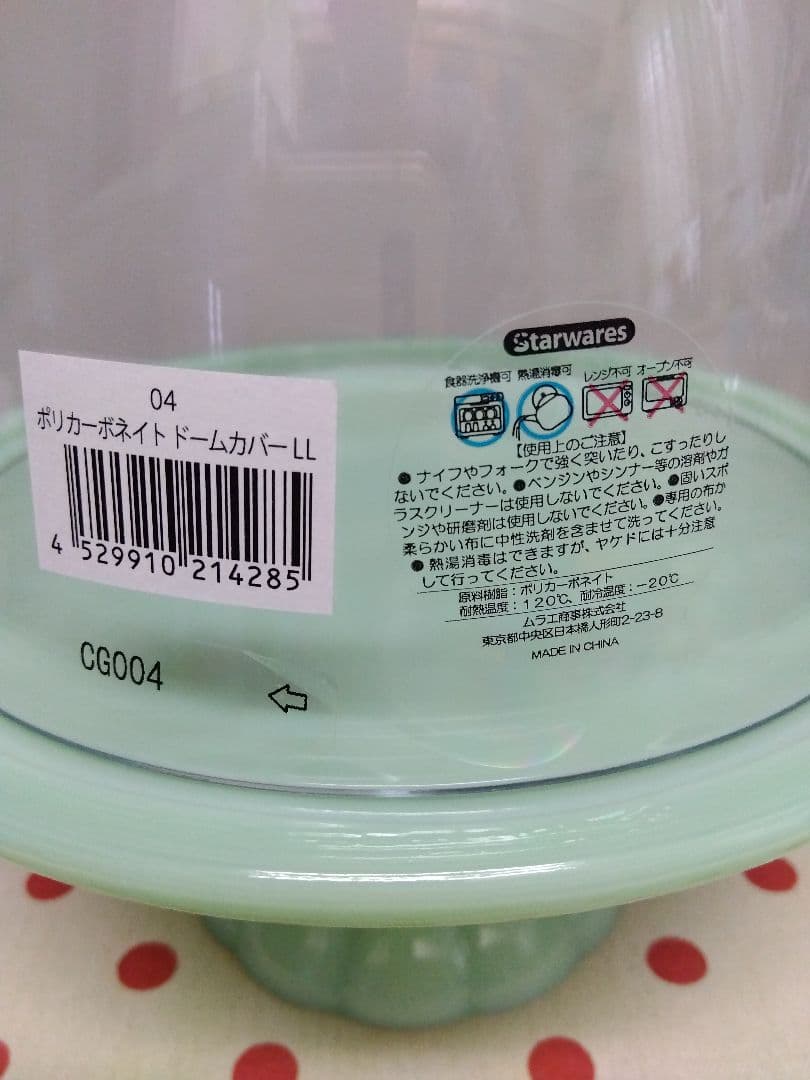 04
ポリカーボネイト ドームカバー LL
4 529910 214285
CG004
Starwares
食器洗浄機可 熱湯消毒可 レンジ不可 オーブン不可
【使用上のご注意】
●ナイフやフォークで強く突いたり、こすったりし
ないでください。●ベンジンやシンナー等の溶剤やガ
ラスクリーナーは使用しないでください。●固いスポ
ンジや研磨剤は使用しないでください。●専用の布か
柔らかい布に中性洗剤を含ませて洗ってください。
●熱湯消毒はできますが、ヤケドには十分注意
して行ってください。
原料樹脂：ポリカーボネイト
耐熱温度：120℃、耐冷温度：-20℃
ムラエ商事株式会社
東京都中央区日本橋人形町2-23-8
MADE IN CHINA